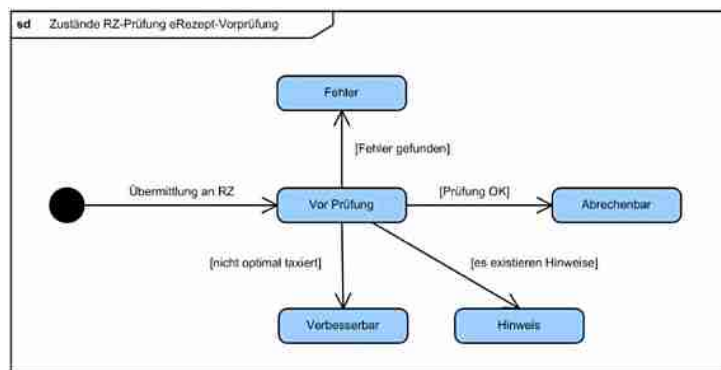 sd Zustände RZ-Prüfung eRezept-Vorprüfung
Fehler
[Fehler gefunden]
Übermittlung an RZ
Vor Prüfung
[Prüfung OK]
Abrechenbar
[nicht optimal taxiert]
[es existieren Hinweise]
Verbesserbar
Hinweis